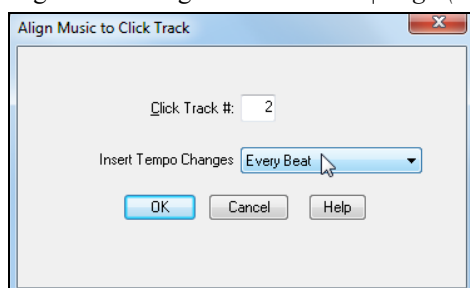 Align Music to Click Track
Click Track #: 2
Insert Tempo Changes Every Beat
OK Cancel Help